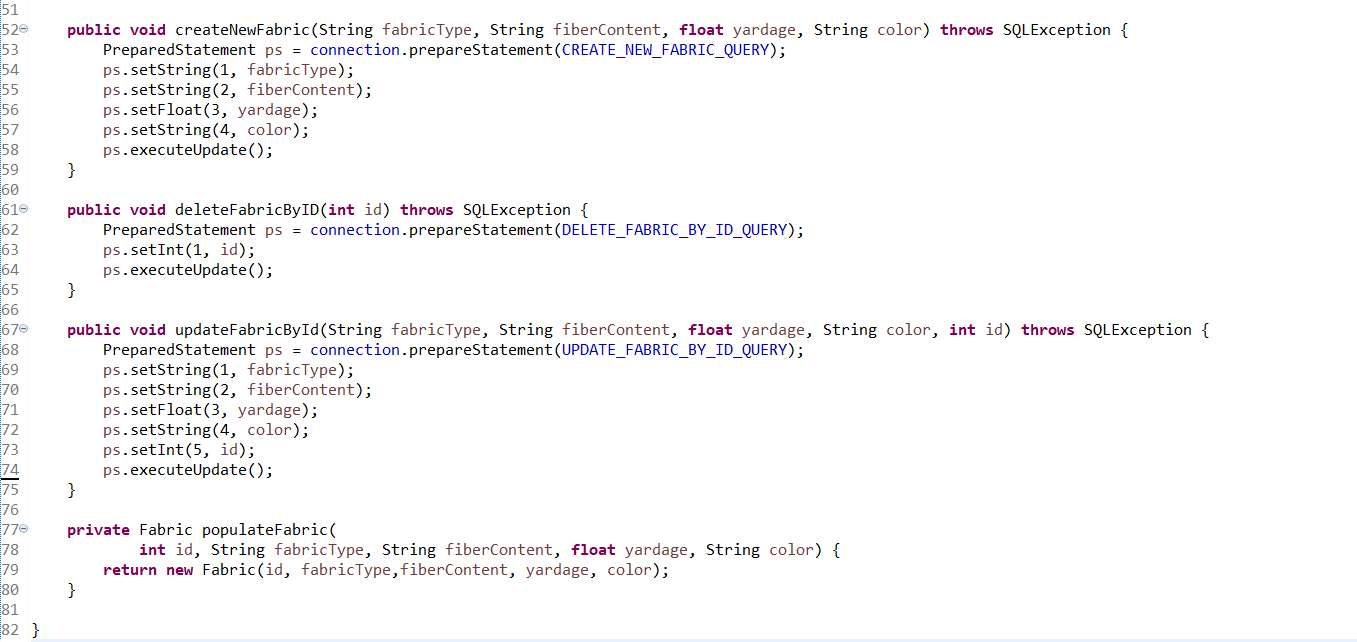 51
52 public void createNewFabric(String fabricType, String fiberContent, float yardage, String color) throws SQLException {
53 PreparedStatement ps = connection.prepareStatement(CREATE_NEW_FABRIC_QUERY);
54 ps.setString(1, fabricType);
55 ps.setString(2, fiberContent);
56 ps.setFloat(3, yardage);
57 ps.setString(4, color);
58 ps.executeUpdate();
59 }
60
61 public void deleteFabricByID(int id) throws SQLException {
62 PreparedStatement ps = connection.prepareStatement(DELETE_FABRIC_BY_ID_QUERY);
63 ps.setInt(1, id);
64 ps.executeUpdate();
65 }
66
67 public void updateFabricById(String fabricType, String fiberContent, float yardage, String color, int id) throws SQLException {
68 PreparedStatement ps = connection.prepareStatement(UPDATE_FABRIC_BY_ID_QUERY);
69 ps.setString(1, fabricType);
70 ps.setString(2, fiberContent);
71 ps.setFloat(3, yardage);
72 ps.setString(4, color);
73 ps.setInt(5, id);
74 ps.executeUpdate();
75 }
76
77 private Fabric populateFabric(
78 int id, String fabricType, String fiberContent, float yardage, String color) {
79 return new Fabric(id, fabricType,fiberContent, yardage, color);
80 }
81
82 }